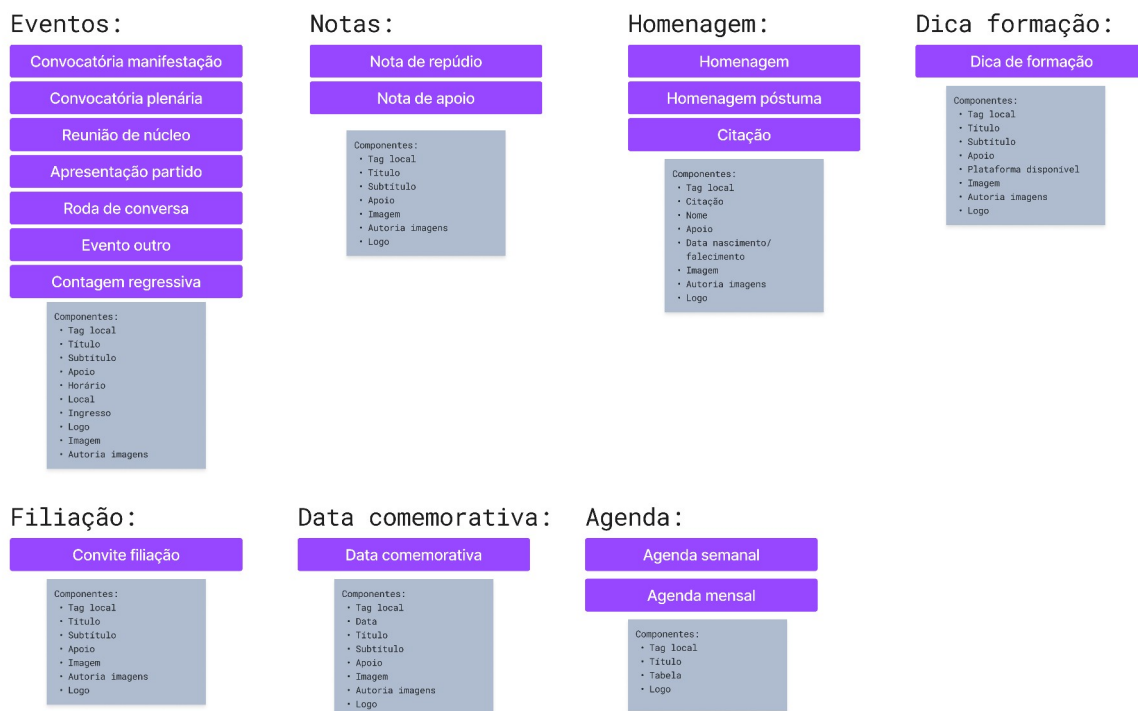 Eventos:
Convocatória manifestação
Convocatória plenária
Reunião de núcleo
Apresentação partido
Roda de conversa
Evento outro
Contagem regressiva
Componentes:
• Tag local
• Título
• Subtítulo
• Apoio
• Horário
• Local
• Ingresso
• Logo
• Imagem
• Autoria imagens
Notas:
Nota de repúdio
Nota de apoio
Componentes:
• Tag local
• Título
• Subtítulo
• Apoio
• Imagem
• Autoria imagens
• Logo
Homenagem:
Homenagem
Homenagem póstuma
Citação
Componentes:
• Tag local
• Citação
• Nome
• Apoio
• Data nascimento/
falecimento
• Imagem
• Autoria imagens
• Logo
Dica formação:
Dica de formação
Componentes:
• Tag local
• Título
• Subtítulo
• Apoio
• Plataforma disponível
• Imagem
• Autoria imagens
• Logo
Filiação:
Convite filiação
Componentes:
• Tag local
• Título
• Subtítulo
• Apoio
• Imagem
• Autoria imagens
• Logo
Data comemorativa:
Data comemorativa
Componentes:
• Tag local
• Data
• Título
• Subtítulo
• Apoio
• Imagem
• Autoria imagens
• Logo
Agenda:
Agenda semanal
Agenda mensal
Componentes:
• Tag local
• Título
• Tabela
• Logo